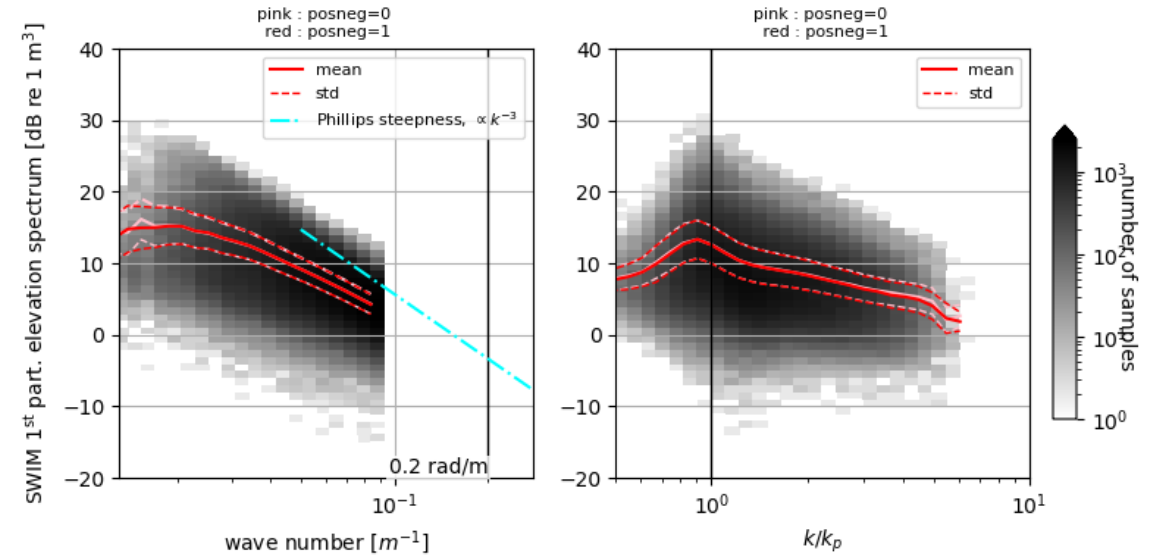 pink : posneg=0
red : posneg=1
SWIM 1st part. elevation spectrum [dB re 1 m³]
40
30
20
10
0
−10
−20
mean
std
Phillips steepness, ∝k⁻³
0.2 rad/m
10⁻¹
wave number [m⁻¹]
pink : posneg=0
red : posneg=1
40
30
20
10
0
−10
−20
mean
std
10⁰
10¹
k/kₚ
10³
10²
10¹
10⁰
number of samples